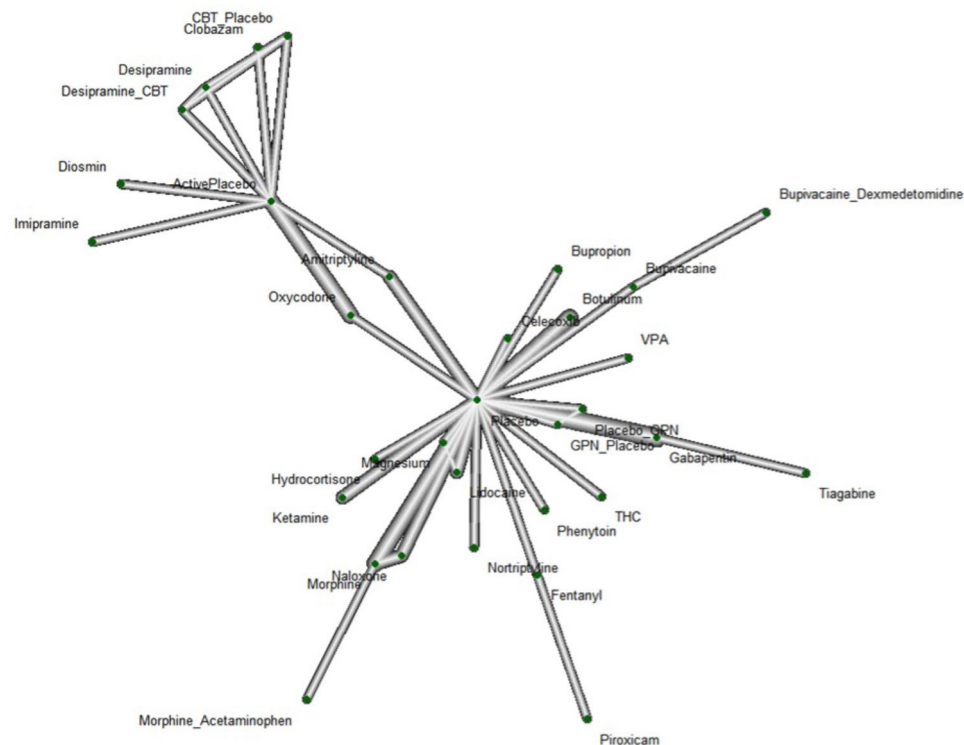 CBT_Placebo
Clobazam
Desipramine
Desipramine_CBT
Diosmin
ActivePlacebo
Bupivacaine_Dexmedetomidine
Imipramine
Bupropion
Amitriptyline
Bupivacaine
Oxycodone
Botulinum
Celecoxib
VPA
Placebo
Placebo_GPN
GPN_Placebo
Gabapentin
Magnesium
Hydrocortisone
Tiagabine
Lidocaine
Ketamine
THC
Phenytoin
Nortriptyline
Naloxone
Morphine
Fentanyl
Morphine_Acetaminophen
Piroxicam